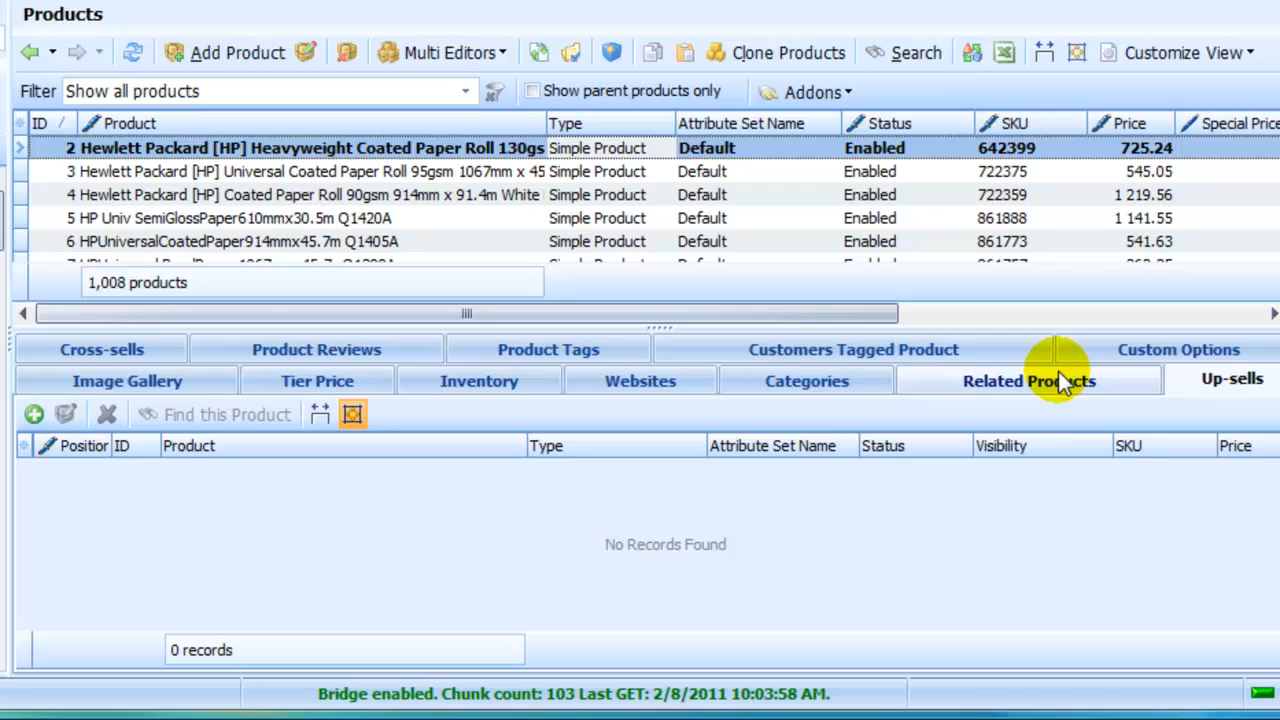 Products
Add Product Multi Editors Clone Products Search Customize View
Filter Show all products Show parent products only Addons
ID / Product Type Attribute Set Name Status SKU Price Special Price
2 Hewlett Packard [HP] Heavyweight Coated Paper Roll 130gs Simple Product Default Enabled 642399 725.24
3 Hewlett Packard [HP] Universal Coated Paper Roll 95gsm 1067mm x 45 Simple Product Default Enabled 722375 545.05
4 Hewlett Packard [HP] Coated Paper Roll 90gsm 914mm x 91.4m White Simple Product Default Enabled 722359 1 219.56
5 HP Univ SemiGlossPaper610mmx30.5m Q1420A Simple Product Default Enabled 861888 1 141.55
6 HPUniversalCoatedPaper914mmx45.7m Q1405A Simple Product Default Enabled 861773 541.63
1,008 products
Cross-sells Product Reviews Product Tags Customers Tagged Product Custom Options
Image Gallery Tier Price Inventory Websites Categories Related Products Up-sells
Find this Product
Position ID Product Type Attribute Set Name Status Visibility SKU Price
No Records Found
0 records
Bridge enabled. Chunk count: 103 Last GET: 2/8/2011 10:03:58 AM.